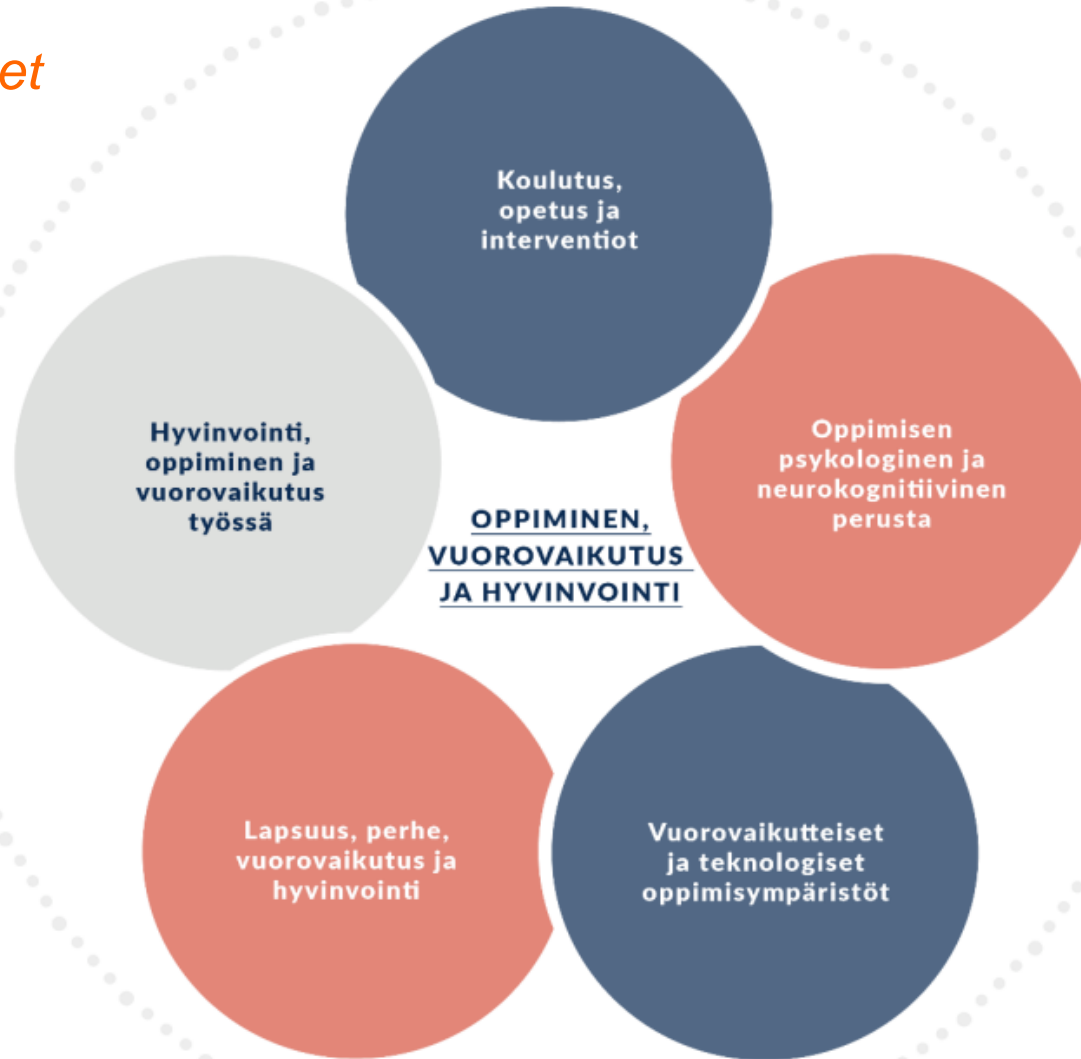 et
Koulutus,
opetus ja
interventiot
Hyvinvointi,
oppiminen ja
vuorovaikutus
työssä
Oppimisen
psykologinen ja
neurokognitiivinen
perusta
OPPIMINEN,
VUOROVAIKUTUS
JA HYVINVOINTI
Lapsuus, perhe,
vuorovaikutus ja
hyvinvointi
Vuorovaikutteiset
ja teknologiset
oppimisympäristöt